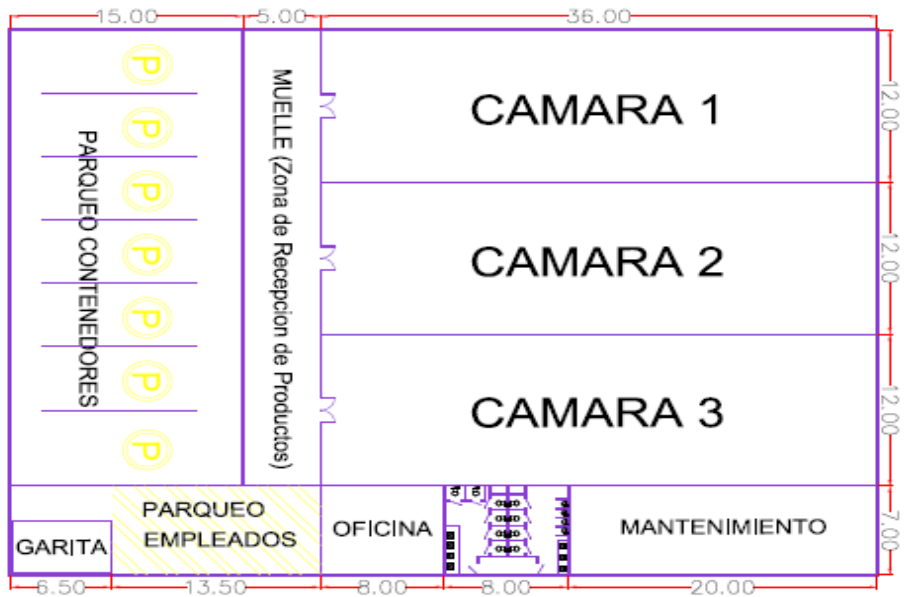 15.00 5.00 36.00
P
P
P
P
P
P
P
PARQUEO CONTENEDORES
MUELLE (Zona de Recepcion de Productos)
CAMARA 1
12.00
CAMARA 2
12.00
CAMARA 3
12.00
PARQUEO
EMPLEADOS
GARITA
OFICINA
MANTENIMIENTO
7.00
6.50 13.50 8.00 8.00 20.00